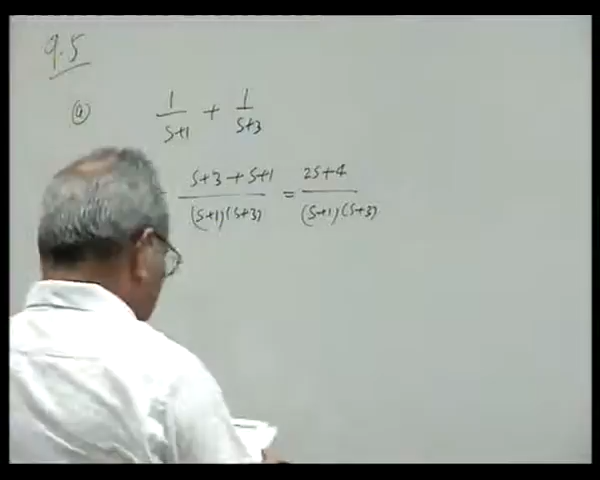 9.5
(a) 1/(s+1) + 1/(s+3)
(s+3+s+1)/((s+1)(s+3)) = (2s+4)/((s+1)(s+3))